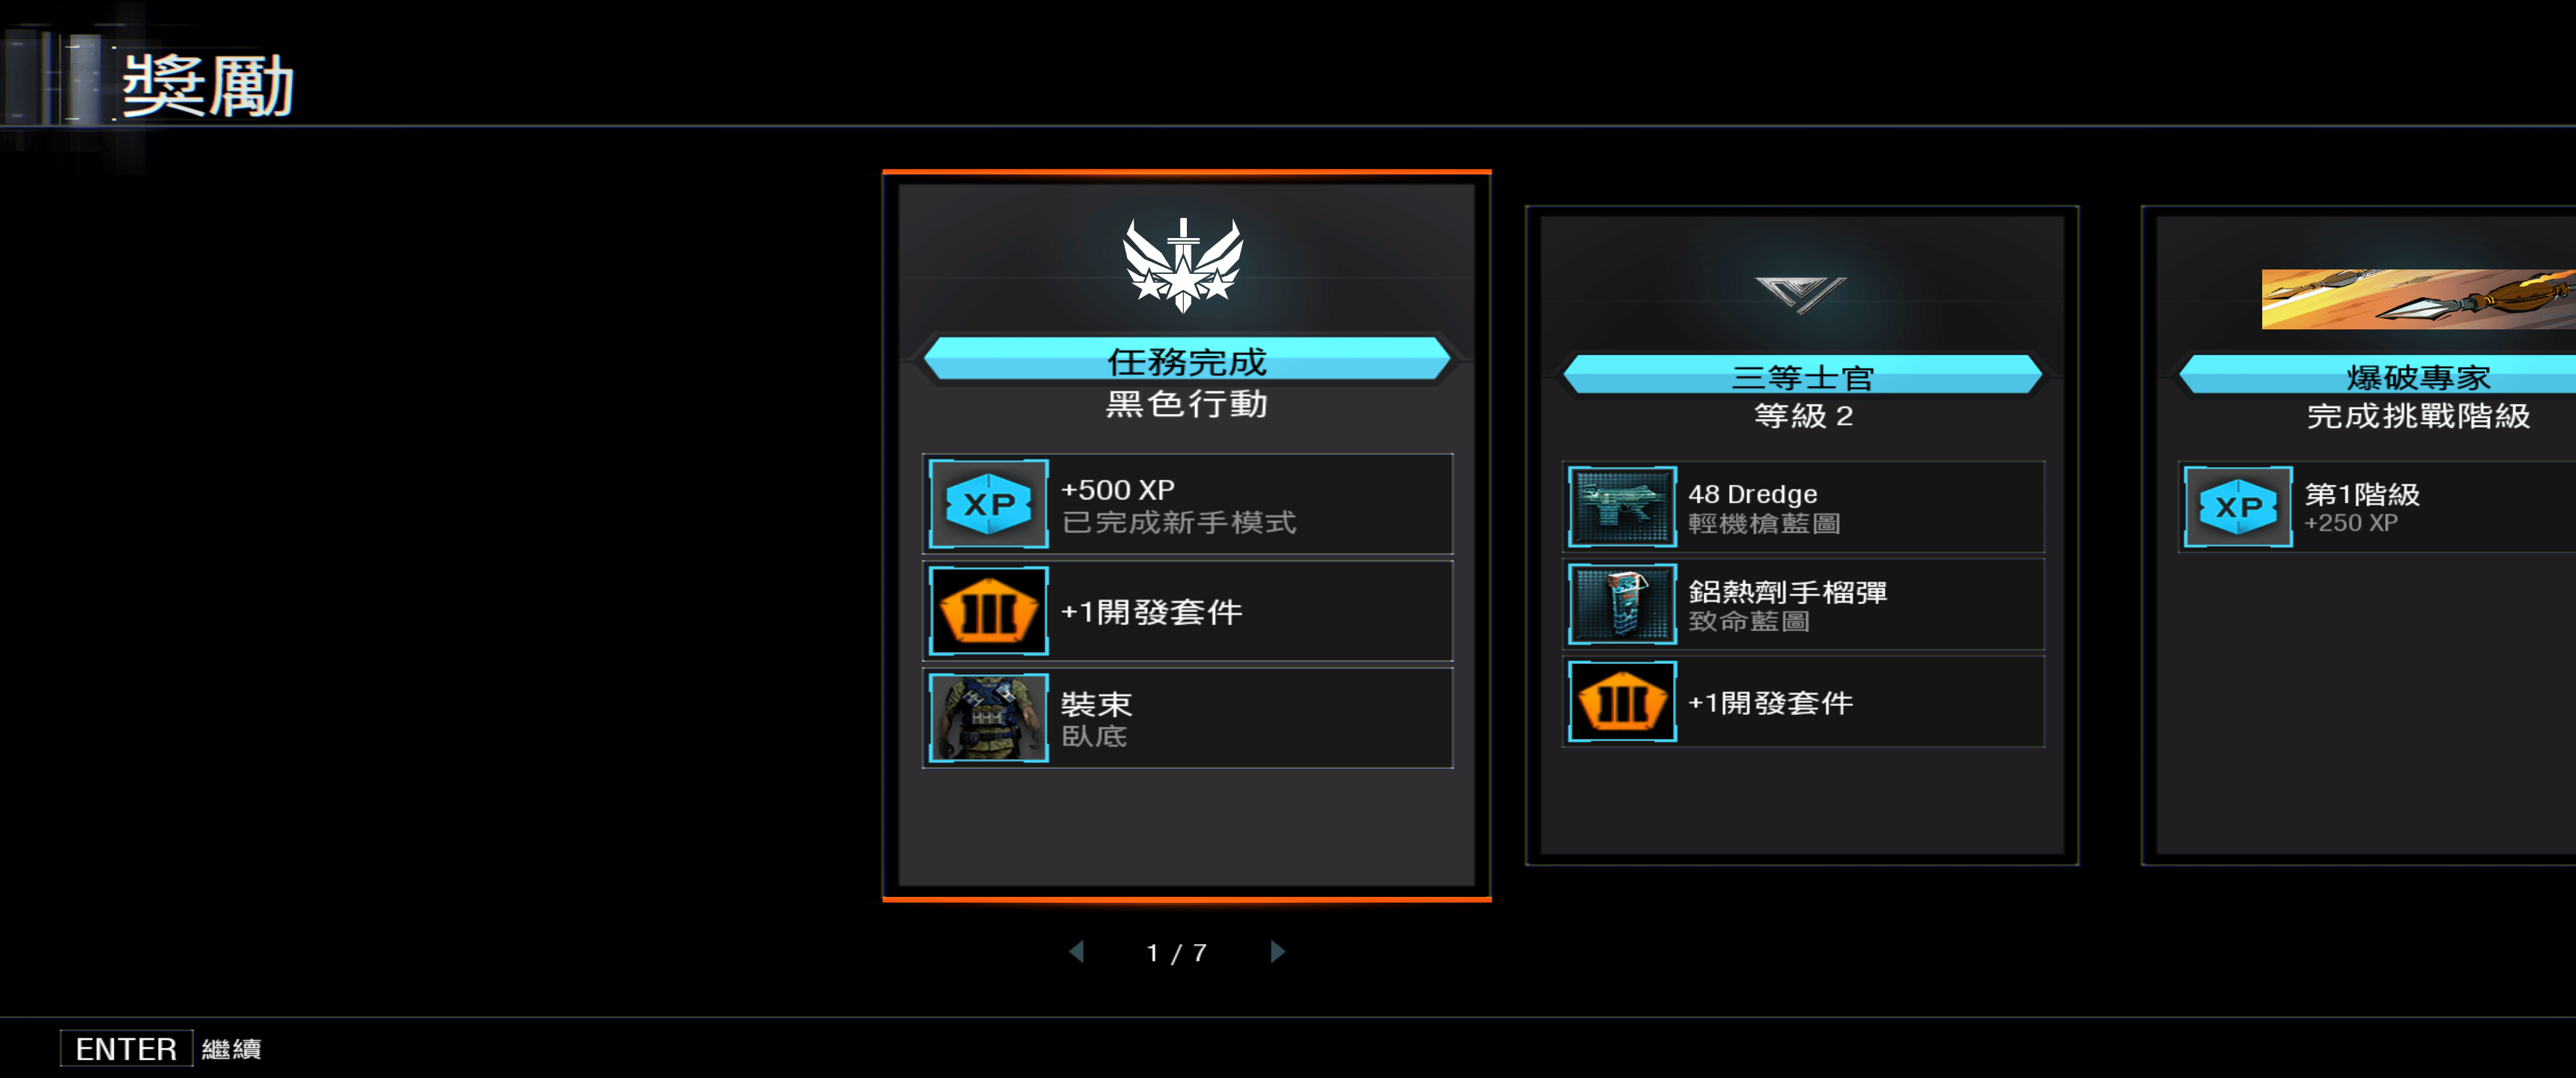 獎勵
任務完成
黑色行動
XP
+500 XP
已完成新手模式
III
+1開發套件
裝束
臥底
三等士官
等級 2
48 Dredge
輕機槍藍圖
鋁熱劑手榴彈
致命藍圖
III
+1開發套件
爆破專家
完成挑戰階級
XP
第1階級
+250 XP
1 / 7
ENTER 繼續